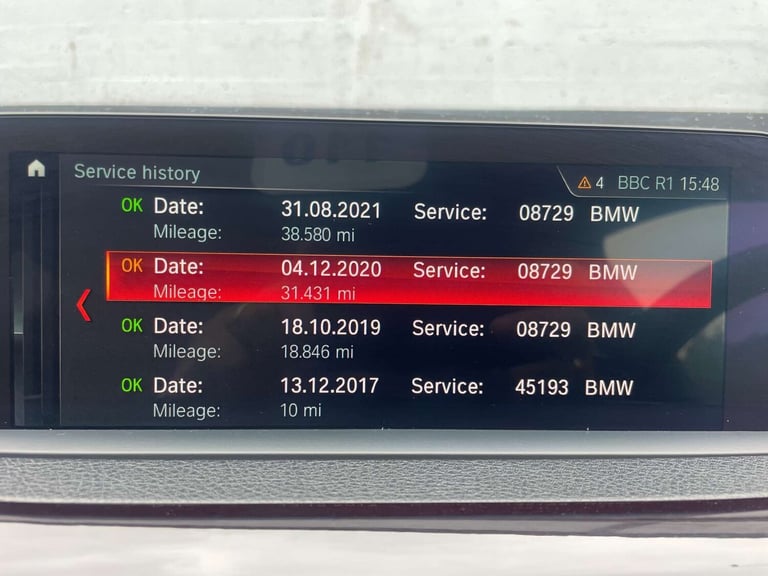 Service history
4 BBC R1 15:48
OK Date: 31.08.2021 Service: 08729 BMW
Mileage: 38.580 mi
OK Date: 04.12.2020 Service: 08729 BMW
Mileage: 31.431 mi
OK Date: 18.10.2019 Service: 08729 BMW
Mileage: 18.846 mi
OK Date: 13.12.2017 Service: 45193 BMW
Mileage: 10 mi